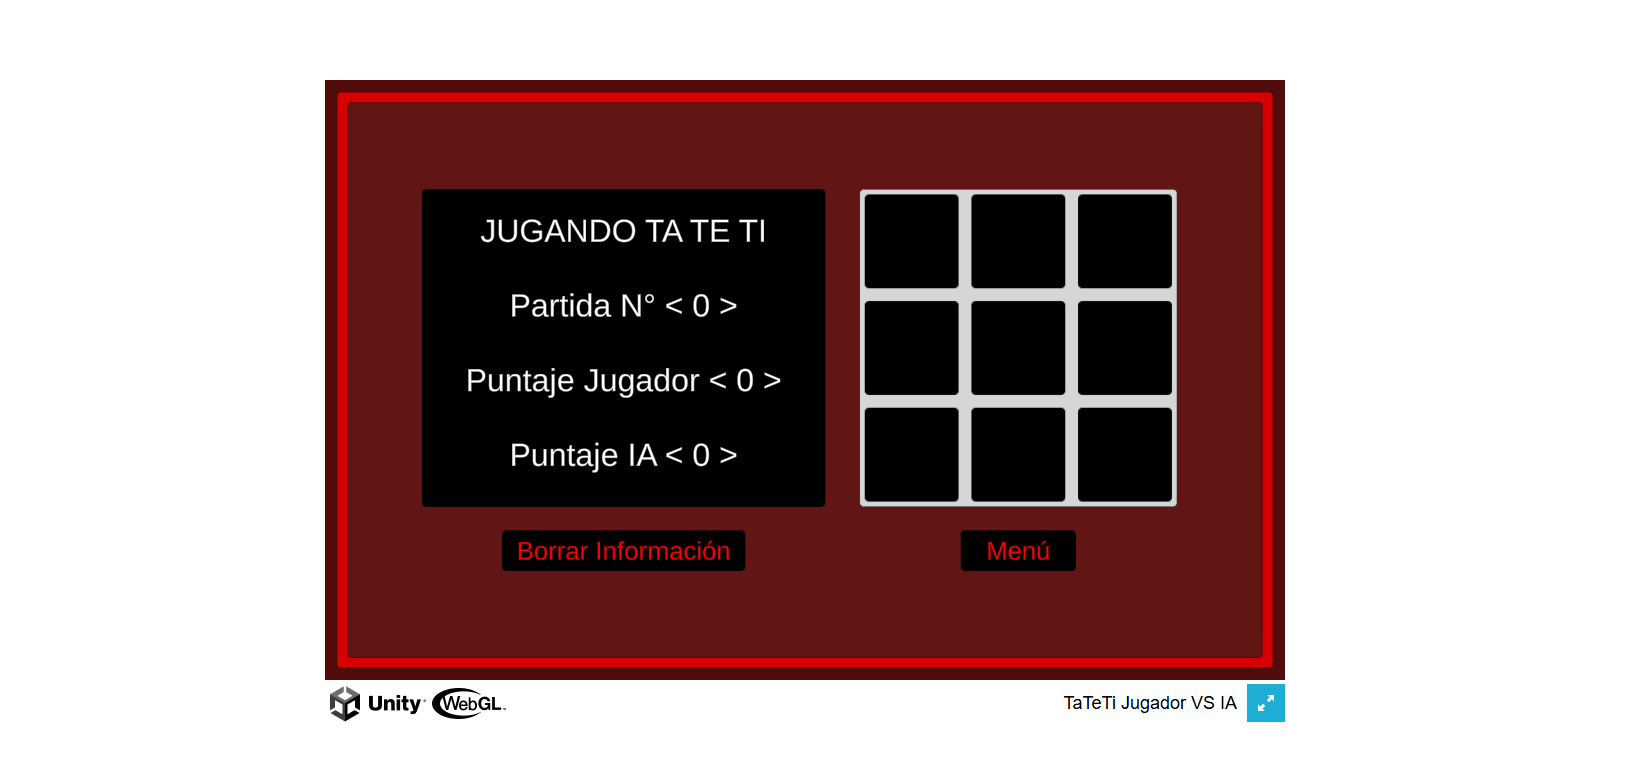 JUGANDO TA TE TI
Partida N° < 0 >
Puntaje Jugador < 0 >
Puntaje IA < 0 >
Borrar Información
Menú
Unity
WebGL
TaTeTi Jugador VS IA